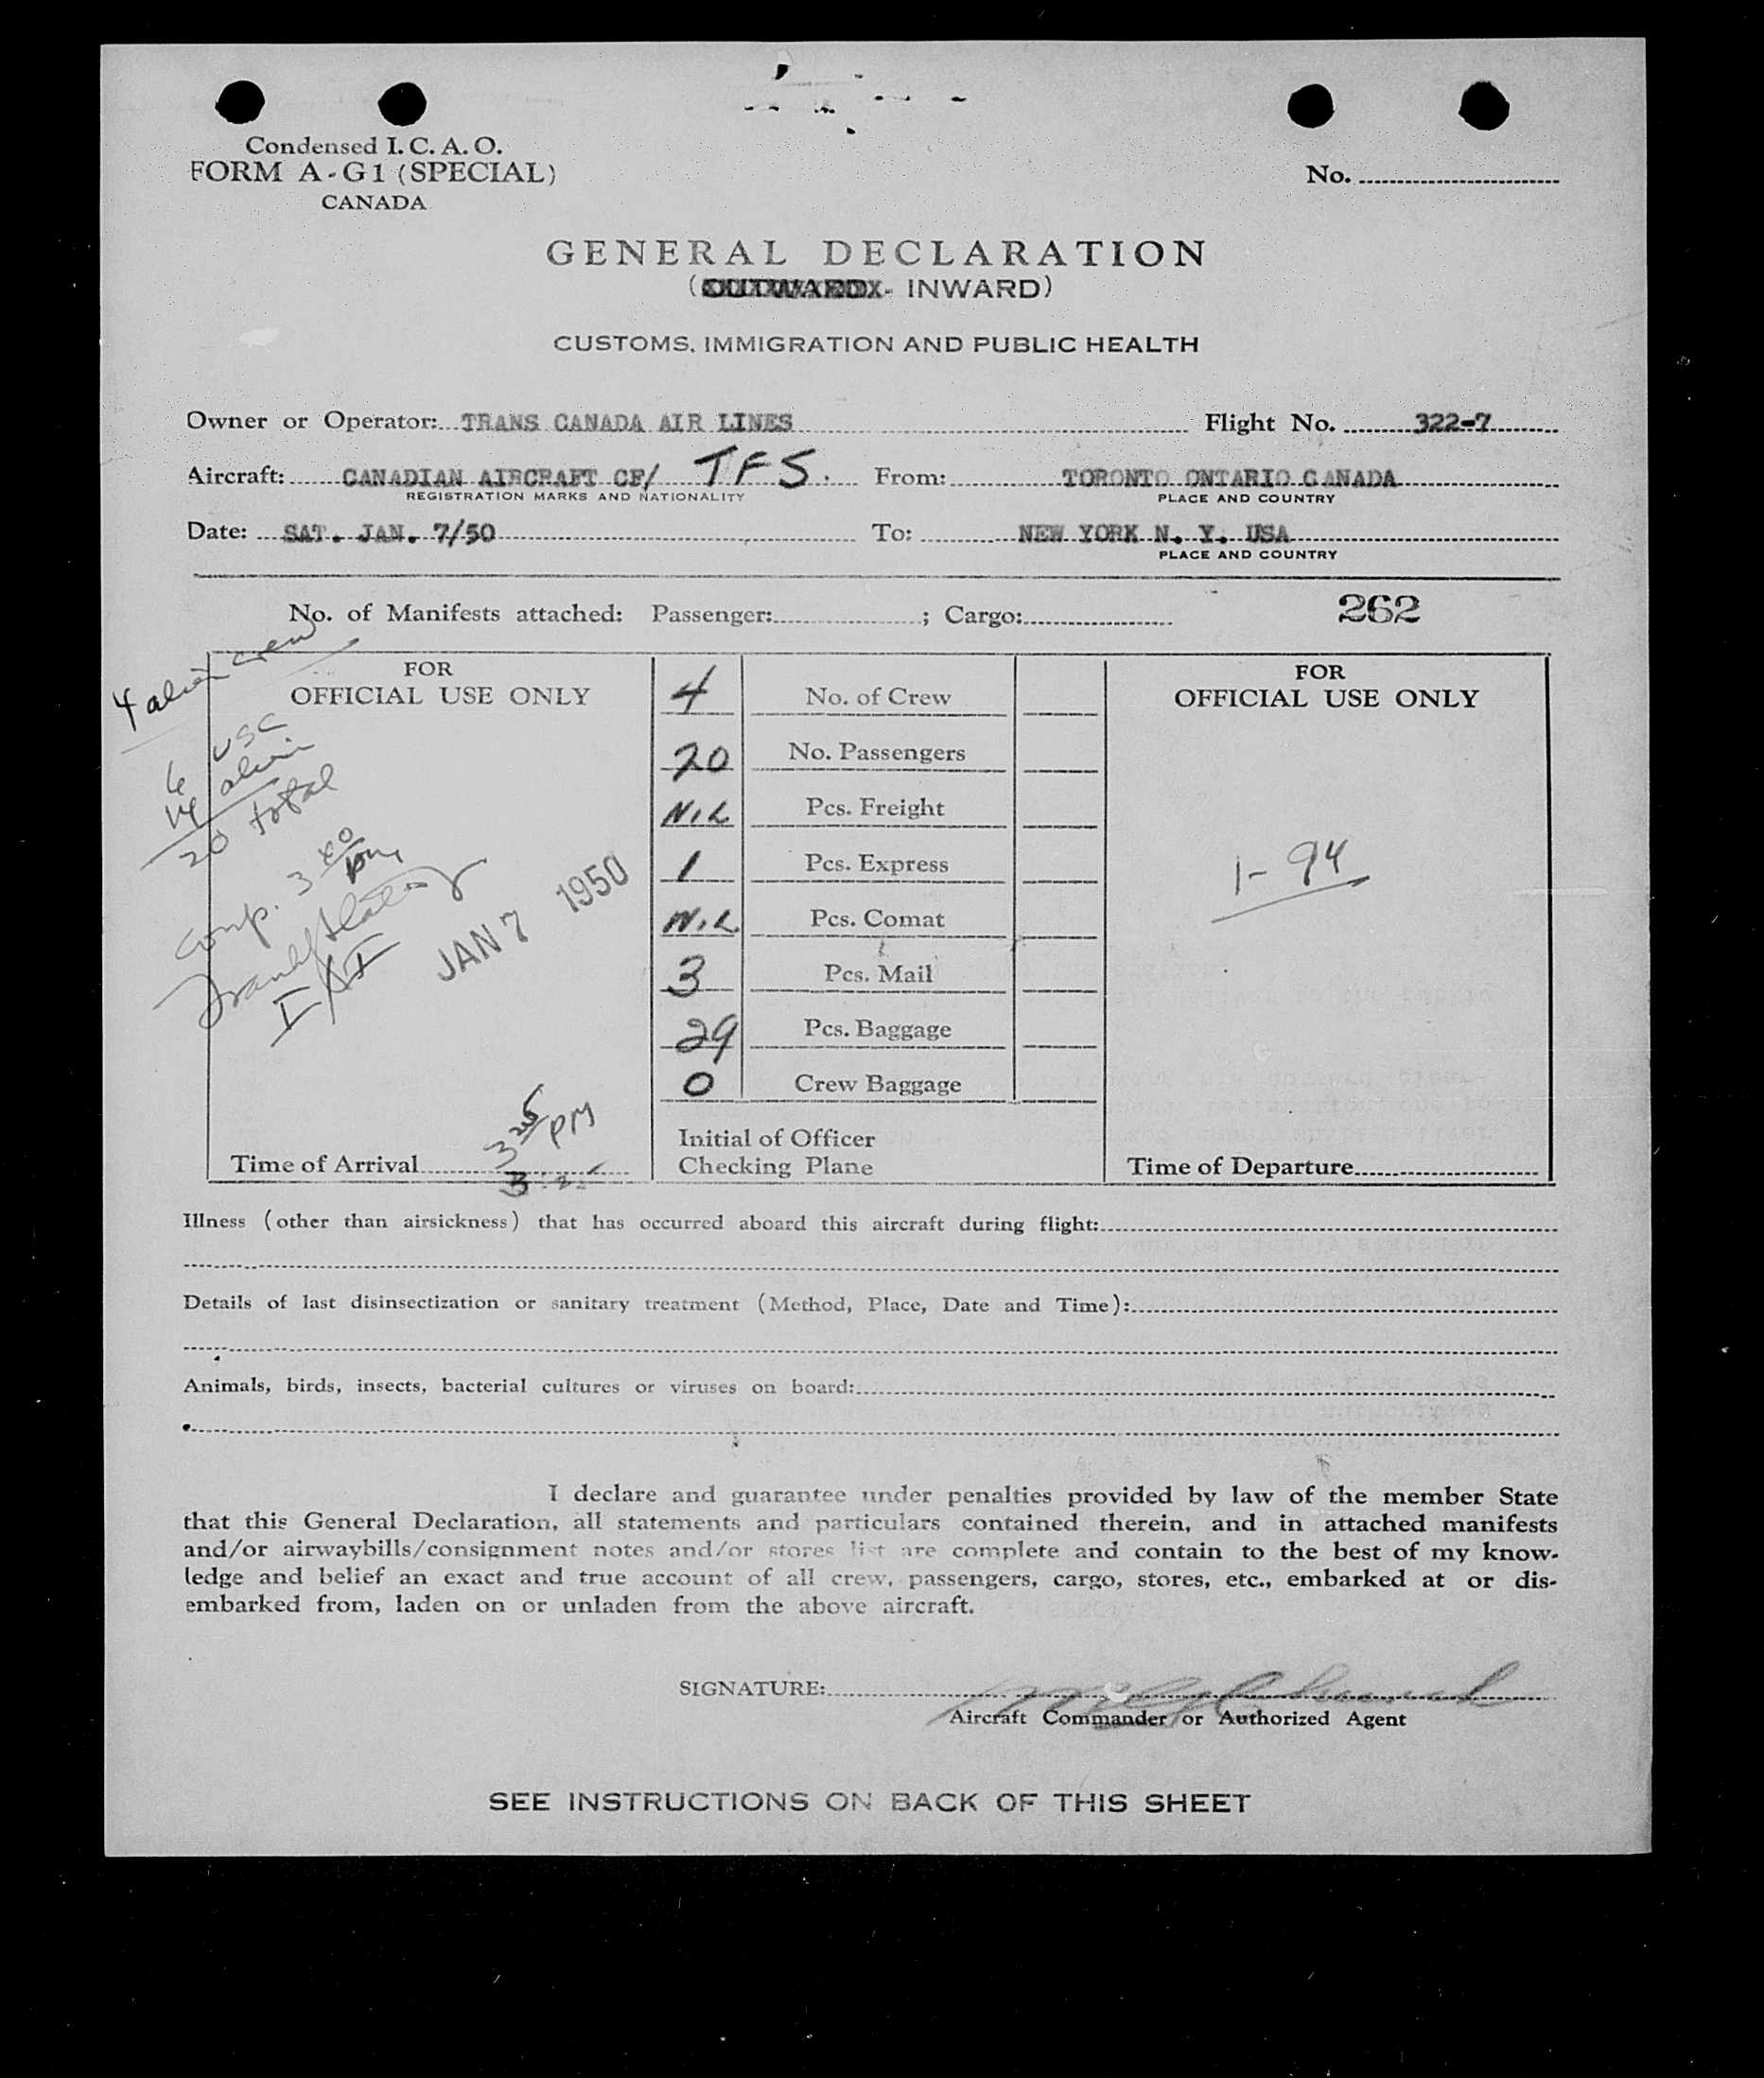 Condensed I. C. A. O.
FORM A-G1 (SPECIAL)
CANADA
No.
GENERAL DECLARATION
(OUTWARD - INWARD)
CUSTOMS, IMMIGRATION AND PUBLIC HEALTH
Owner or Operator: TRANS CANADA AIR LINES Flight No. 322-7
Aircraft: CANADIAN AIRCRAFT CF/ TFS. From: TORONTO ONTARIO CANADA
REGISTRATION MARKS AND NATIONALITY PLACE AND COUNTRY
Date: SAT. JAN. 7/50 To: NEW YORK N. Y. USA
PLACE AND COUNTRY
No. of Manifests attached: Passenger: ; Cargo: 262
4 alien crew
FOR
OFFICIAL USE ONLY
6 USC
14 alien
20 total
Comp. 3 40 pm
JAN 7 1950
Time of Arrival 3 25 PM
4 No. of Crew
20 No. Passengers
NIL Pcs. Freight
1 Pcs. Express
NIL Pcs. Comat
3 Pcs. Mail
29 Pcs. Baggage
0 Crew Baggage
Initial of Officer
Checking Plane
FOR
OFFICIAL USE ONLY
1-94
Time of Departure
Illness (other than airsickness) that has occurred aboard this aircraft during flight:
Details of last disinsectization or sanitary treatment (Method, Place, Date and Time):
Animals, birds, insects, bacterial cultures or viruses on board:
I declare and guarantee under penalties provided by law of the member State
that this General Declaration, all statements and particulars contained therein, and in attached manifests
and/or airwaybills/consignment notes and/or stores list are complete and contain to the best of my know-
ledge and belief an exact and true account of all crew, passengers, cargo, stores, etc., embarked at or dis-
embarked from, laden on or unladen from the above aircraft.
SIGNATURE:
Aircraft Commander or Authorized Agent
SEE INSTRUCTIONS ON BACK OF THIS SHEET